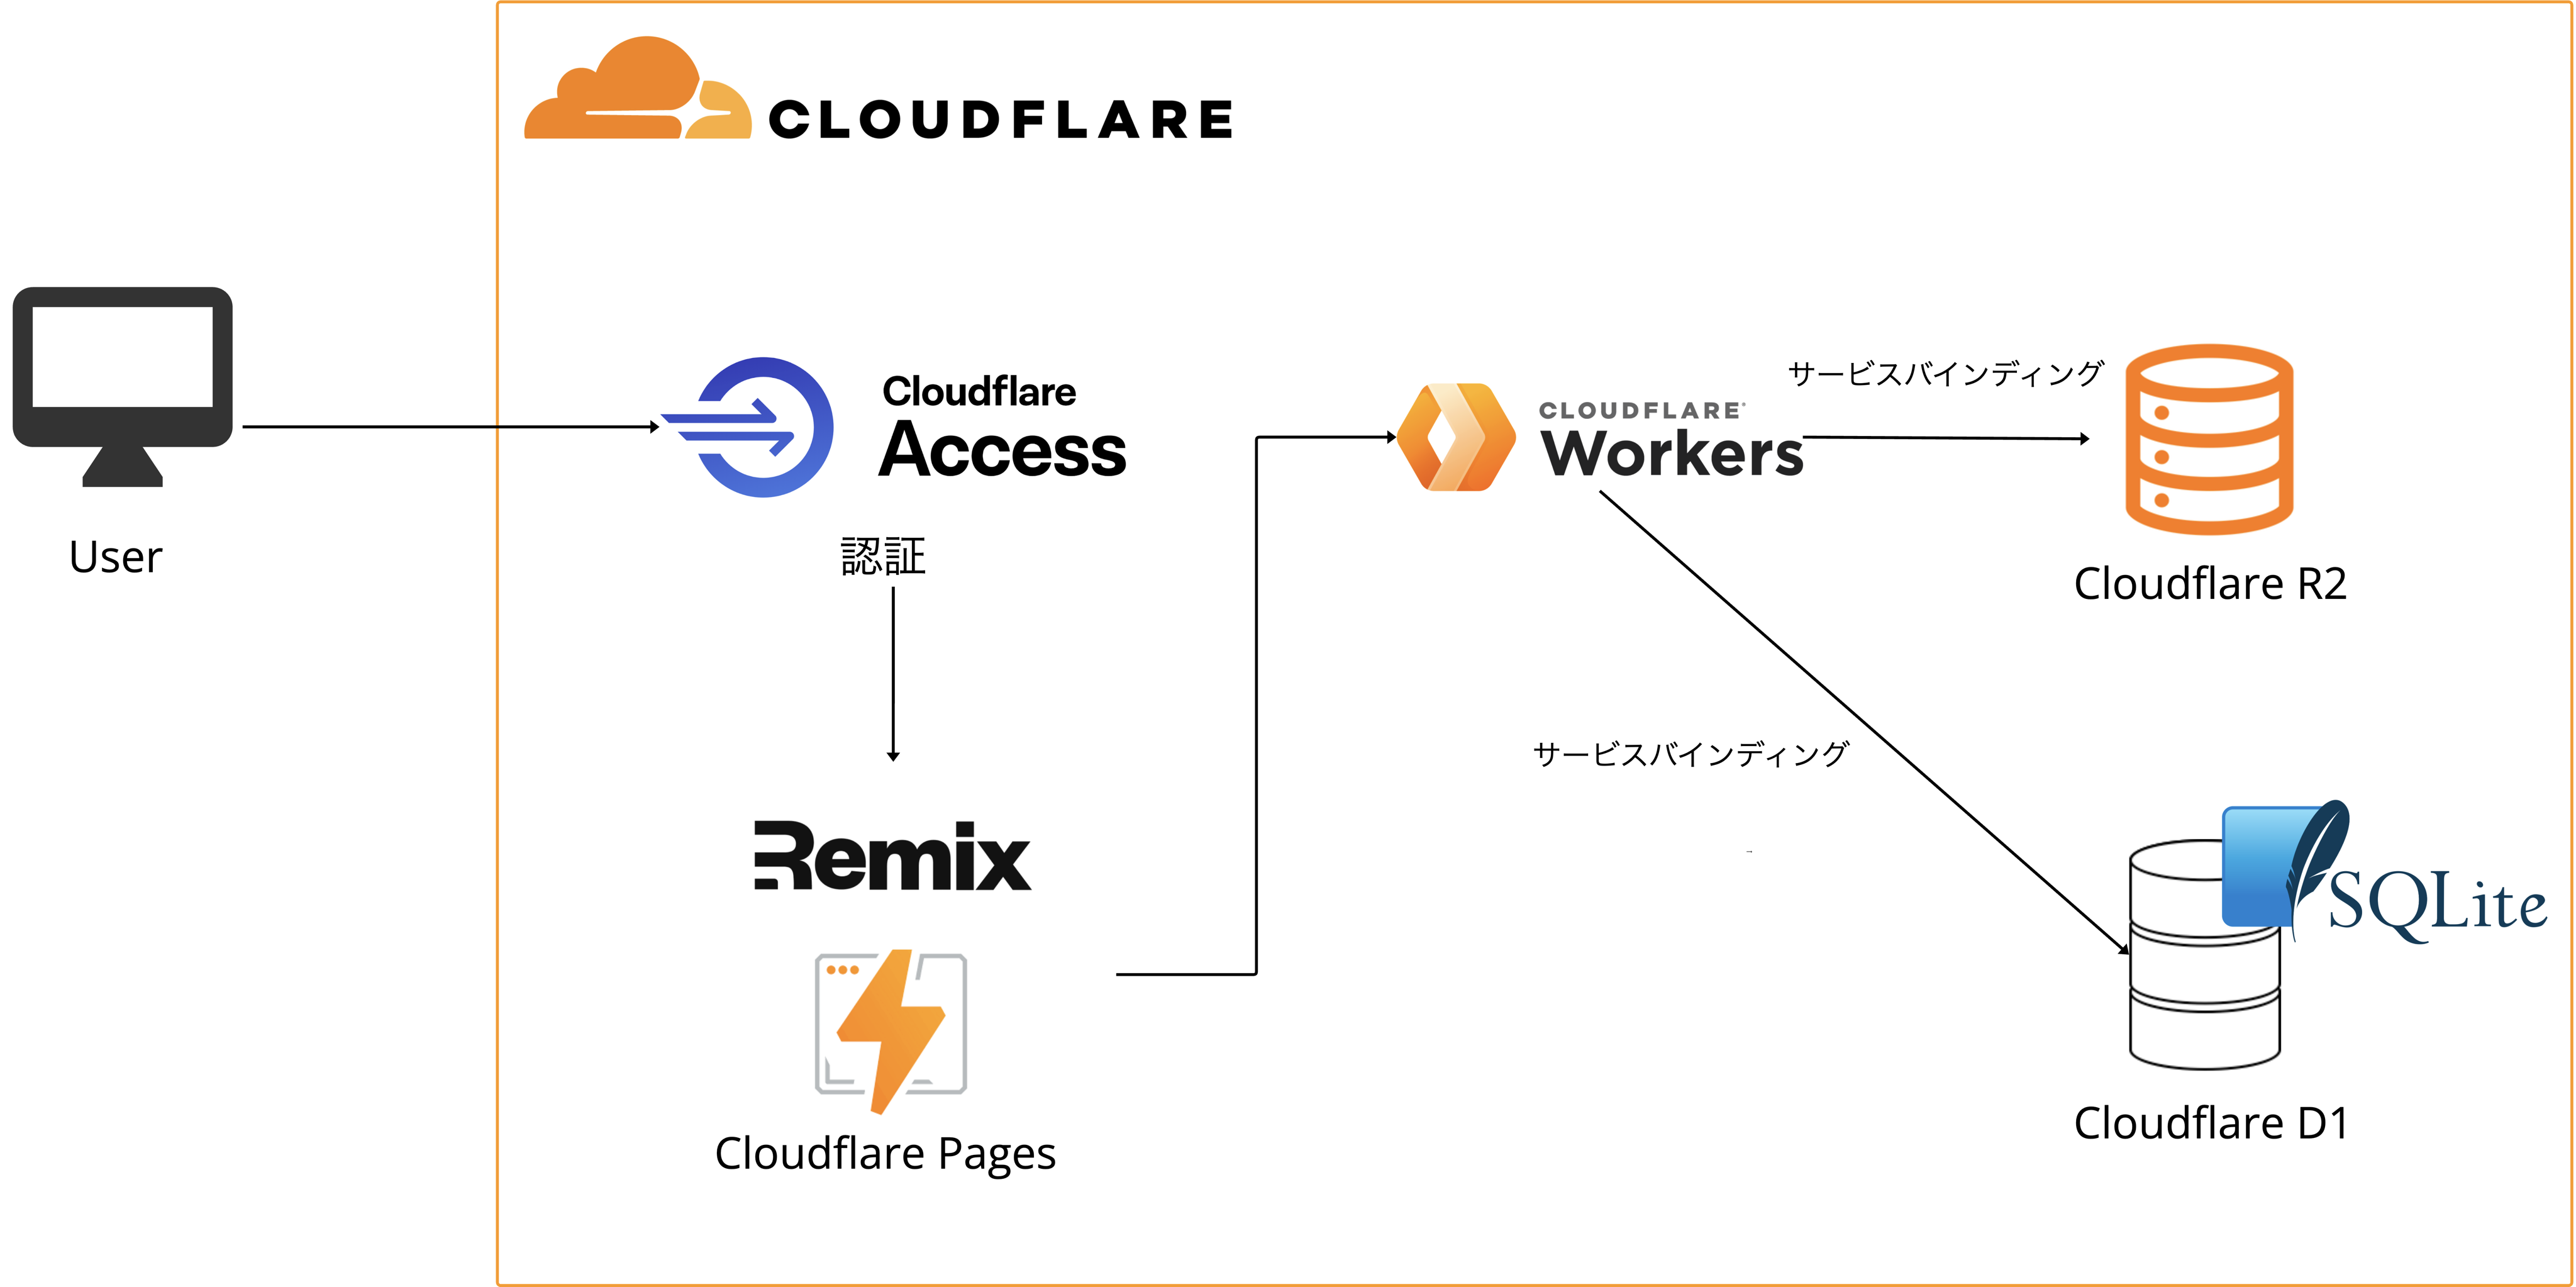 CLOUDFLARE
User
Cloudflare
Access
認証
Remix
Cloudflare Pages
CLOUDFLARE
Workers
サービスバインディング
Cloudflare R2
サービスバインディング
SQLite
Cloudflare D1